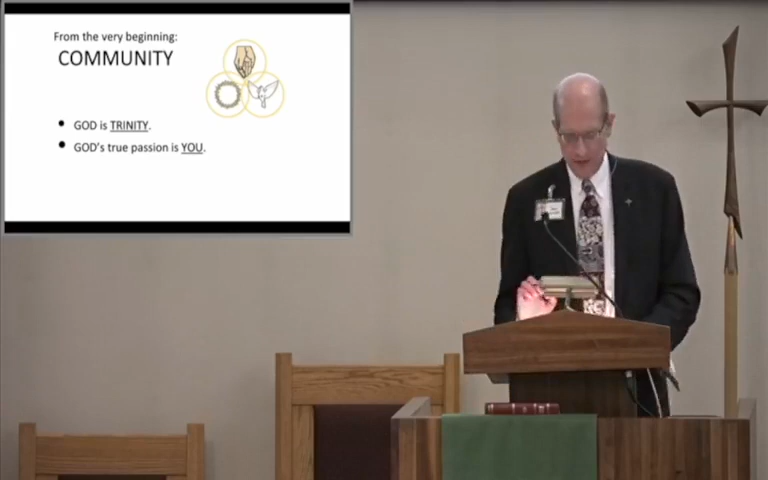 From the very beginning:
COMMUNITY
• GOD is TRINITY.
• GOD's true passion is YOU.